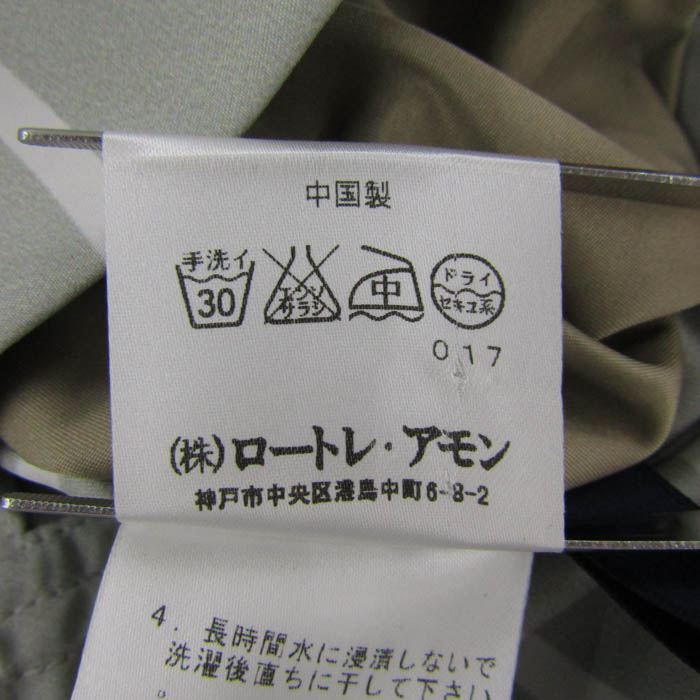 中国製
手洗イ
30
エンソ
サラシ
中
ドライ
セキユ系
017
(株)ロートレ・アモン
神戸市中央区港島中町6-8-2
4. 長時間水に浸漬しないで
洗濯後直ちに干して下さい